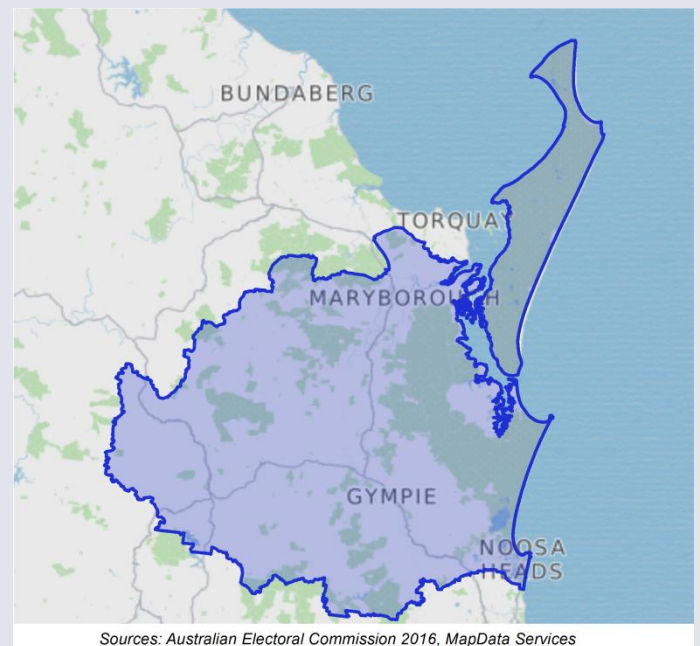 BUNDABERG
TORQUAY
MARYBOROUGH
GYMPIE
NOOSA
HEADS
Sources: Australian Electoral Commission 2016, MapData Services